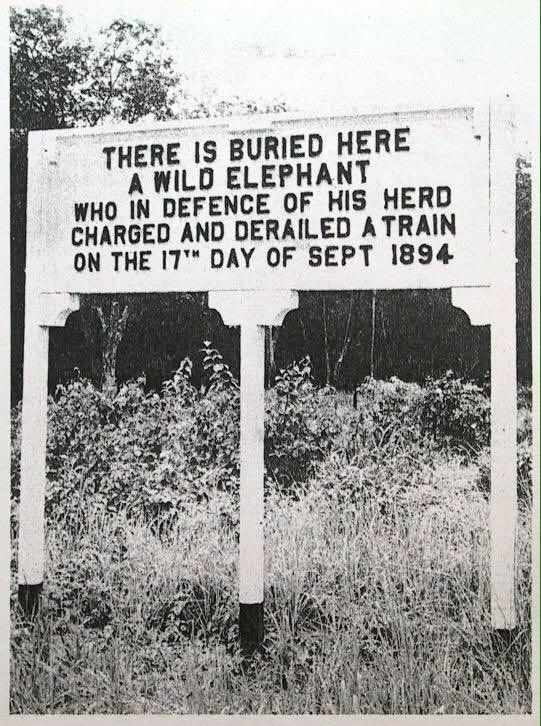 THERE IS BURIED HERE
A WILD ELEPHANT
WHO IN DEFENCE OF HIS HERD
CHARGED AND DERAILED A TRAIN
ON THE 17TH DAY OF SEPT 1894